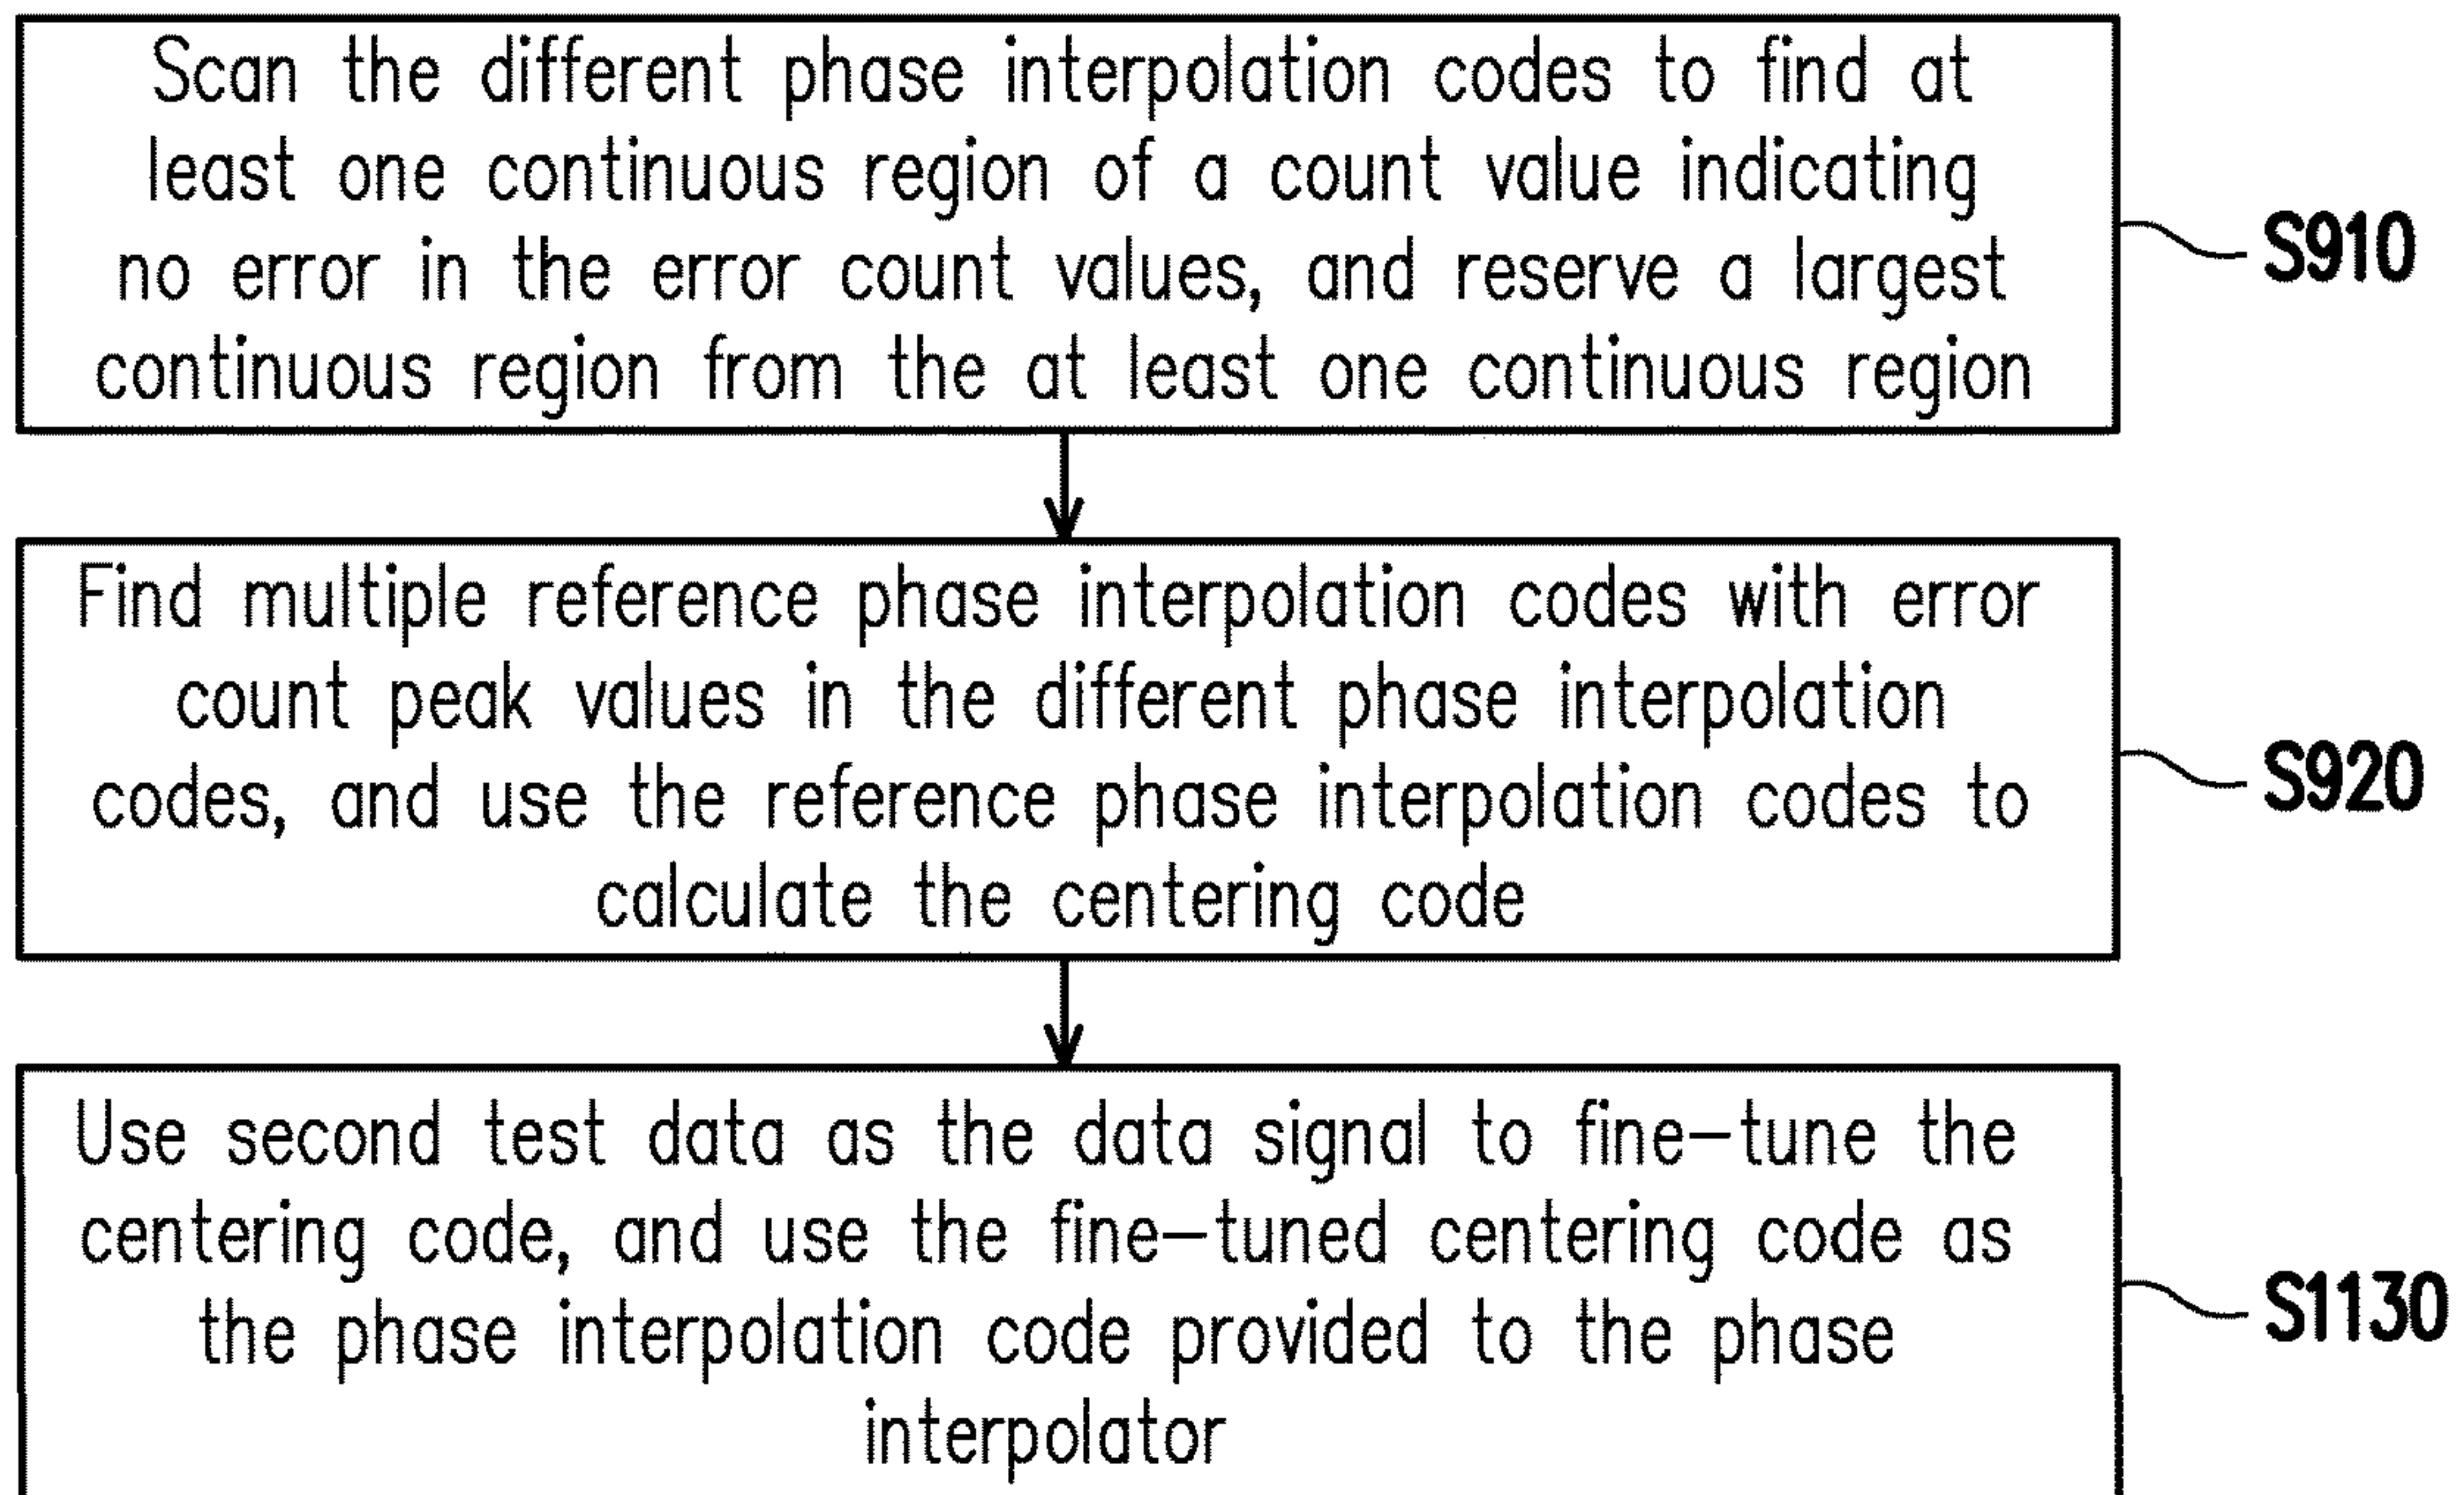 Scan the different phase interpolation codes to find at
least one continuous region of a count value indicating
no error in the error count values, and reserve a largest
continuous region from the at least one continuous region
S910
Find multiple reference phase interpolation codes with error
count peak values in the different phase interpolation
codes, and use the reference phase interpolation codes to
calculate the centering code
S920
Use second test data as the data signal to fine-tune the
centering code, and use the fine-tuned centering code as
the phase interpolation code provided to the phase
interpolator
S1130